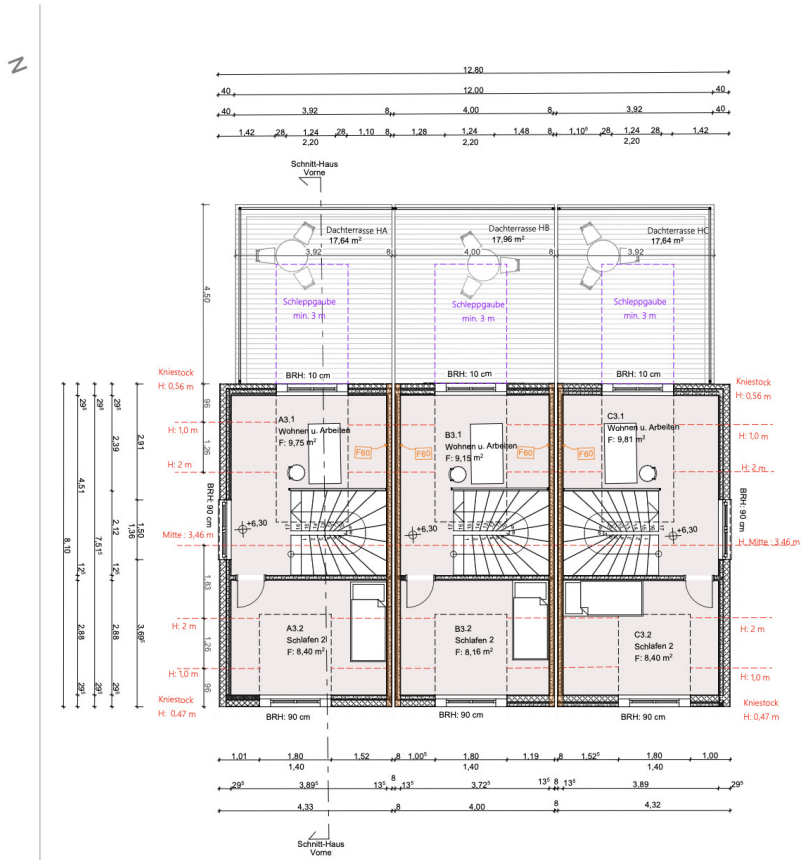 N
12,80
40 12,00 40
40 3,92 8 4,00 8 3,92 40
1,42 28 1,24 28 1,10 8 1,28 1,24 1,48 8 1,10⁵ 28 1,24 28 1,42
2,20 2,20 2,20
Schnitt-Haus
Vorne
Dachterrasse HA
17,64 m²
Dachterrasse HB
17,96 m²
Dachterrasse HC
17,64 m²
3,92 8 4,00 8 3,92
4,50
Schleppgaube
min. 3 m
Schleppgaube
min. 3 m
Schleppgaube
min. 3 m
Kniestock
H: 0,56 m
BRH: 10 cm
BRH: 10 cm
BRH: 10 cm
Kniestock
H: 0,56 m
H: 1,0 m
H: 1,0 m
H: 2 m
H: 2 m
A3.1
Wohnen u. Arbeiten
F: 9,75 m²
B3.1
Wohnen u. Arbeiten
F: 9,15 m²
C3.1
Wohnen u. Arbeiten
F: 9,81 m²
F60
F60
F60
F60
BRH: 90 cm
BRH: 90 cm
+6,30
+6,30
+6,30
Mitte : 3,46 m
H Mitte : 3.46 m
8,10
29⁵ 4,51 12⁵ 2,88 29⁵
29⁵ 7,51⁵ 29⁵
29⁵ 2,39 2,12 12⁵ 2,88 29⁵
2,91 1,50 3,69⁵
1,36
96 1,26 1,83 1,26 96
H: 2 m
H: 2 m
A3.2
Schlafen 2
F: 8,40 m²
B3.2
Schlafen 2
F: 8,16 m²
C3.2
Schlafen 2
F: 8,40 m²
H: 1,0 m
H: 1,0 m
Kniestock
H: 0,47 m
BRH: 90 cm
BRH: 90 cm
BRH: 90 cm
Kniestock
H: 0,47 m
1,01 1,80 1,52 8 1,00⁵ 1,80 1,19 8 1,52⁵ 1,80 1,00
1,40 1,40 1,40
29⁵ 3,89⁵ 13⁵ 8 13⁵ 3,72⁵ 13⁵ 8 13⁵ 3,89 29⁵
4,33 8 4,00 8 4,32
Schnitt-Haus
Vorne